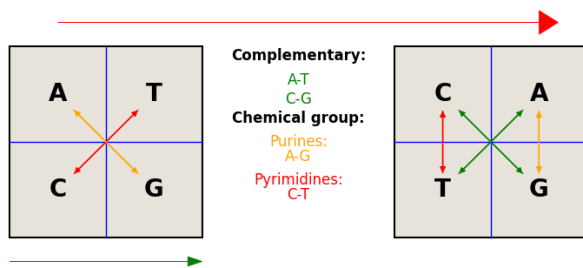 A T
C G
Complementary:
A-T
C-G
Chemical group:
Purines:
A-G
Pyrimidines:
C-T
C A
T G